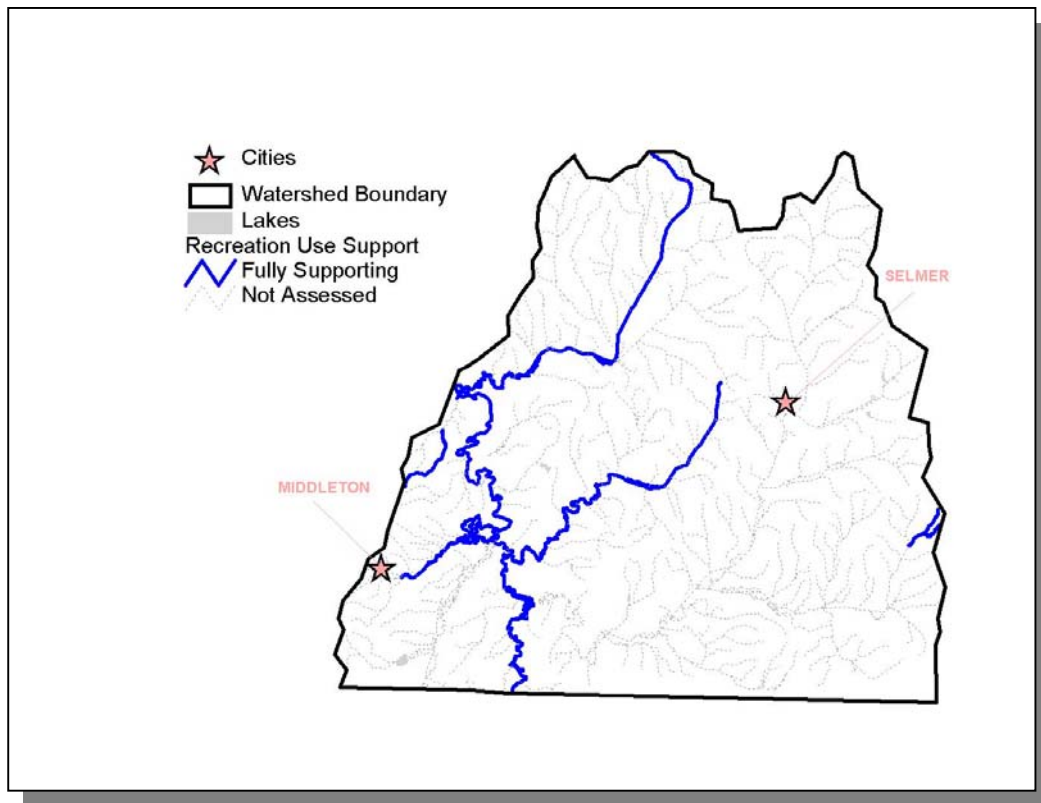 Cities
Watershed Boundary
Lakes
Recreation Use Support
Fully Supporting
Not Assessed
SELMER
MIDDLETON